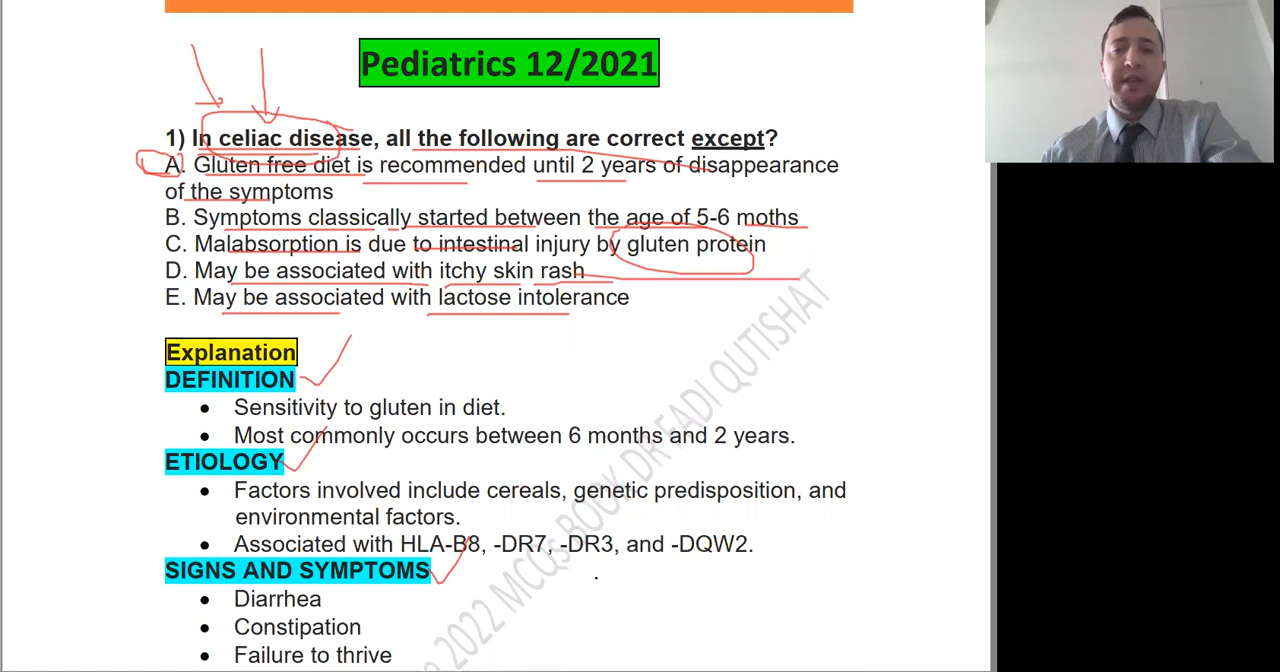 Pediatrics 12/2021
1) In celiac disease, all the following are correct except?
A. Gluten free diet is recommended until 2 years of disappearance
of the symptoms
B. Symptoms classically started between the age of 5-6 moths
C. Malabsorption is due to intestinal injury by gluten protein
D. May be associated with itchy skin rash
E. May be associated with lactose intolerance
Explanation
DEFINITION
Sensitivity to gluten in diet.
Most commonly occurs between 6 months and 2 years.
ETIOLOGY
Factors involved include cereals, genetic predisposition, and
environmental factors.
Associated with HLA-B8, -DR7, -DR3, and -DQW2.
SIGNS AND SYMPTOMS
Diarrhea
Constipation
Failure to thrive
2022 MCQs BOOK DR FADI QUTISHAT